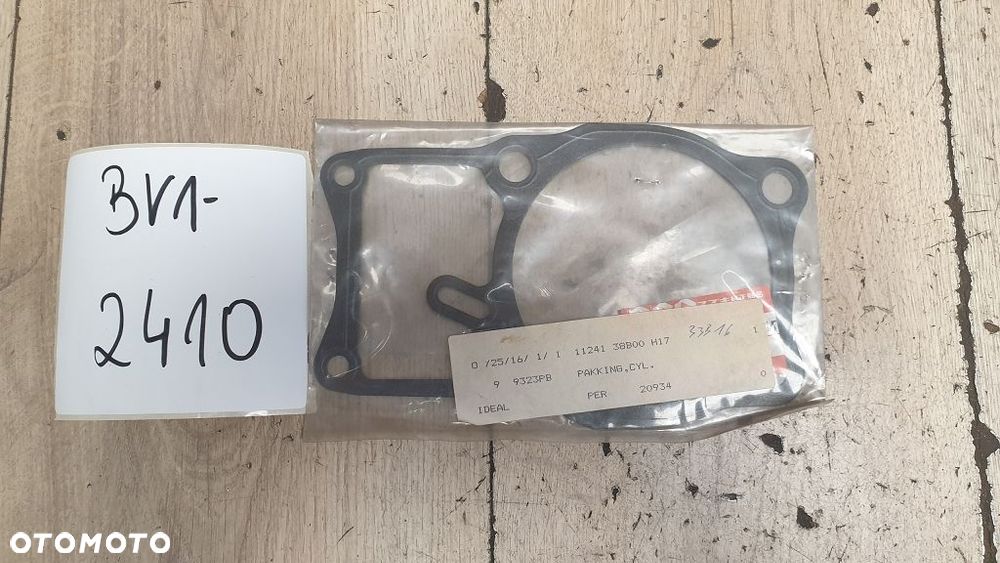 BV1-
2410
0 /25/16/ 1/ 1 11241 38B00 H17 33316 1
9 9323PB PAKKING,CYL.
IDEAL PER 20934 0
OTOMOTO